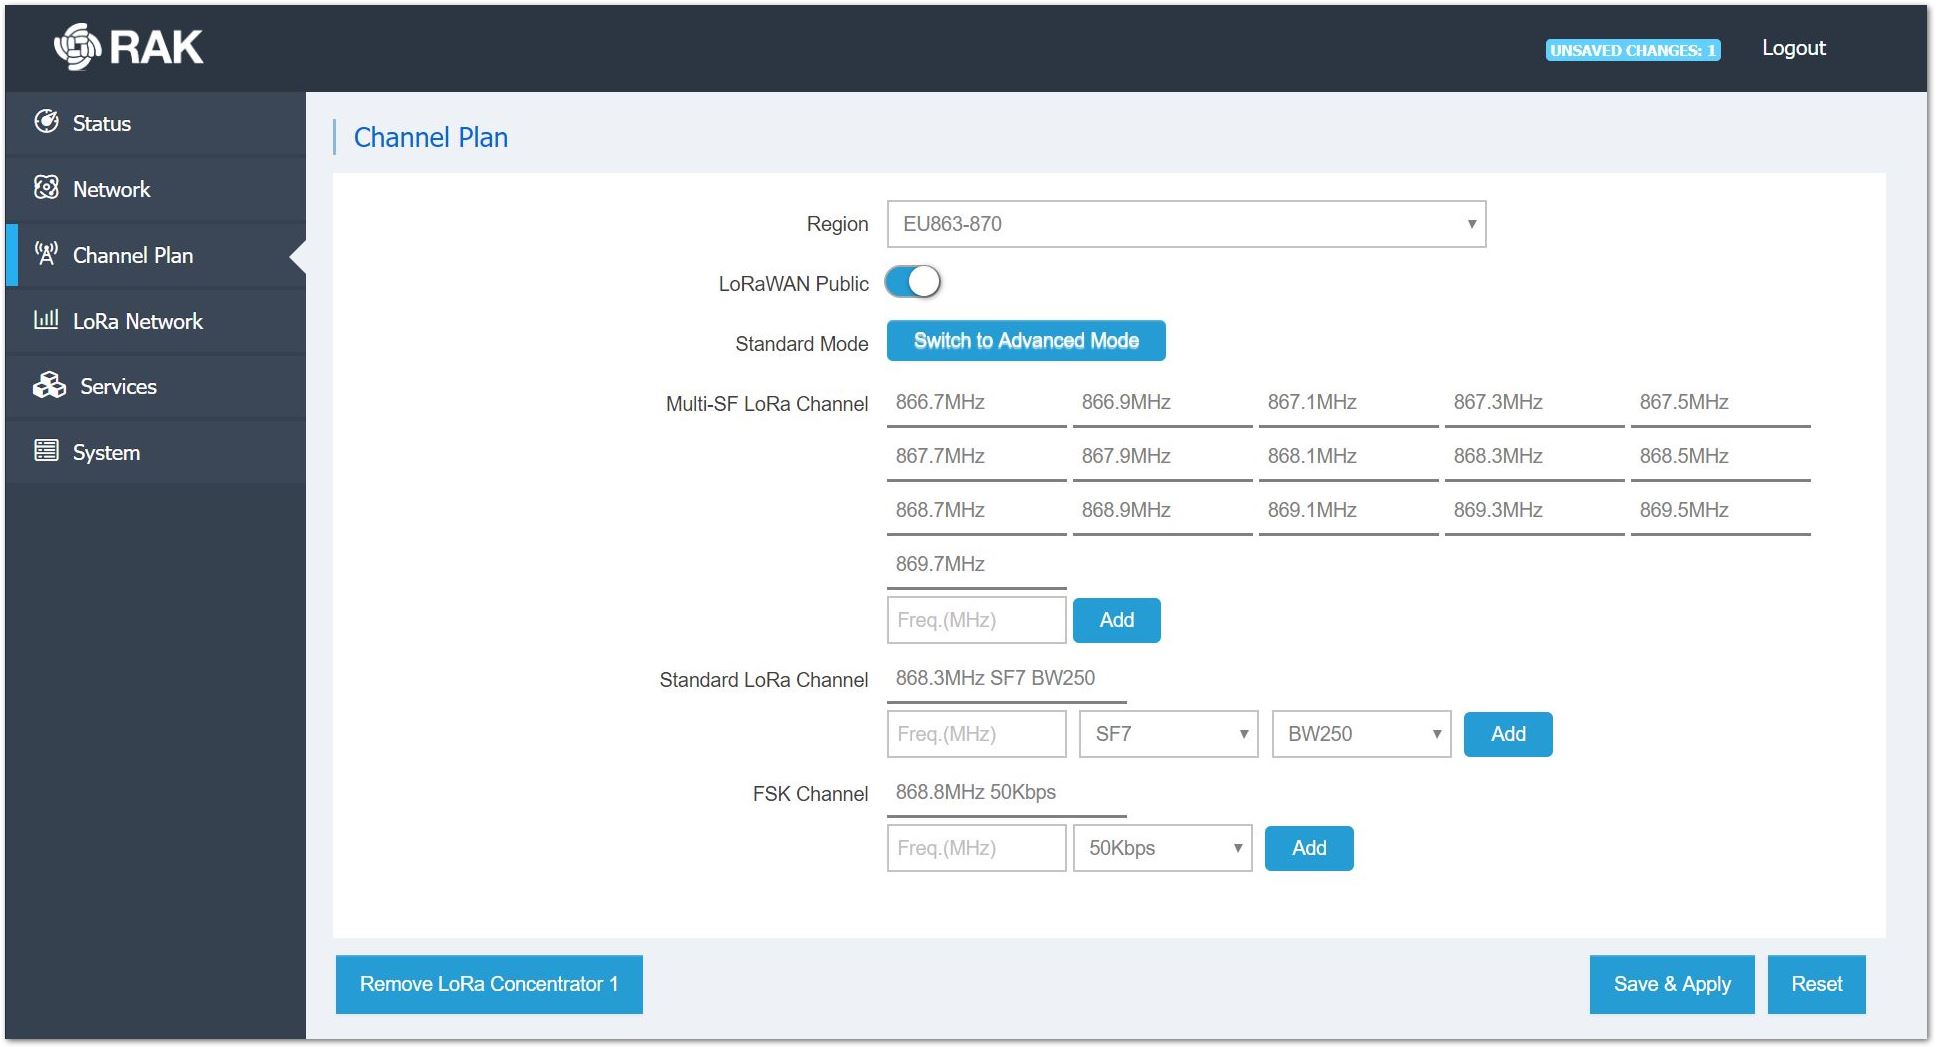 RAK
UNSAVED CHANGES: 1
Logout
Status
Network
Channel Plan
LoRa Network
Services
System
Channel Plan
Region
EU863-870
LoRaWAN Public
Standard Mode
Switch to Advanced Mode
Multi-SF LoRa Channel
866.7MHz 866.9MHz 867.1MHz 867.3MHz 867.5MHz
867.7MHz 867.9MHz 868.1MHz 868.3MHz 868.5MHz
868.7MHz 868.9MHz 869.1MHz 869.3MHz 869.5MHz
869.7MHz
Freq.(MHz) Add
Standard LoRa Channel
868.3MHz SF7 BW250
Freq.(MHz) SF7 BW250 Add
FSK Channel
868.8MHz 50Kbps
Freq.(MHz) 50Kbps Add
Remove LoRa Concentrator 1
Save & Apply
Reset